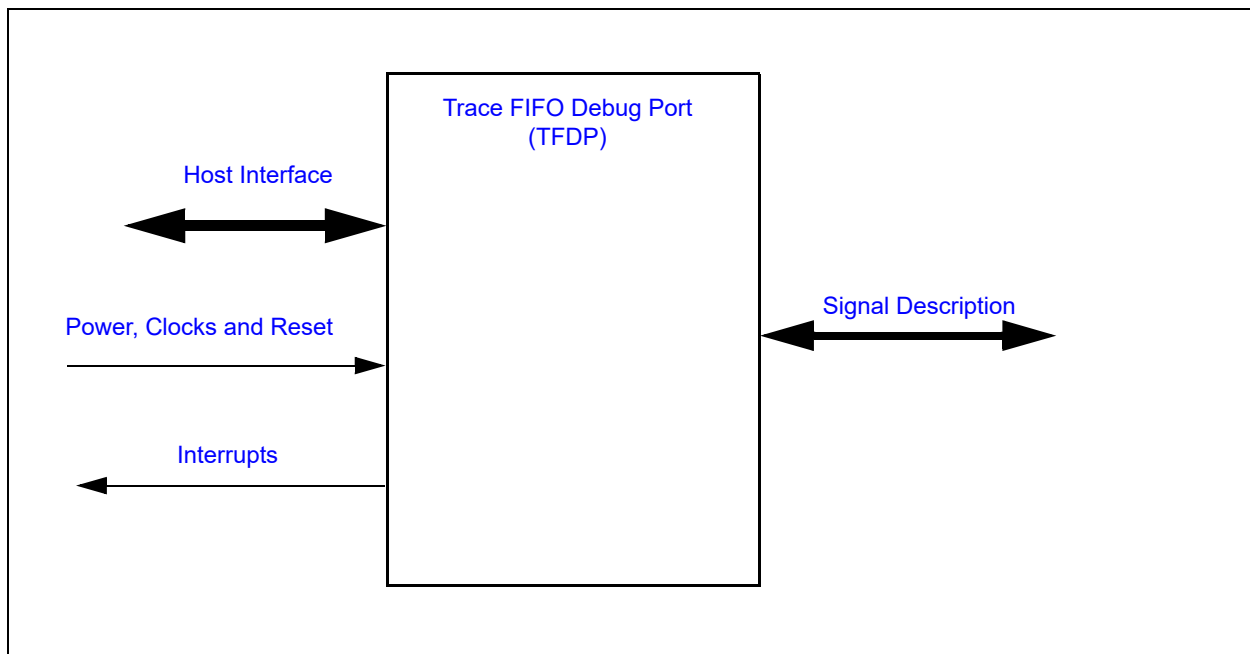 Trace FIFO Debug Port
(TFDP)
Host Interface
Signal Description
Power, Clocks and Reset
Interrupts